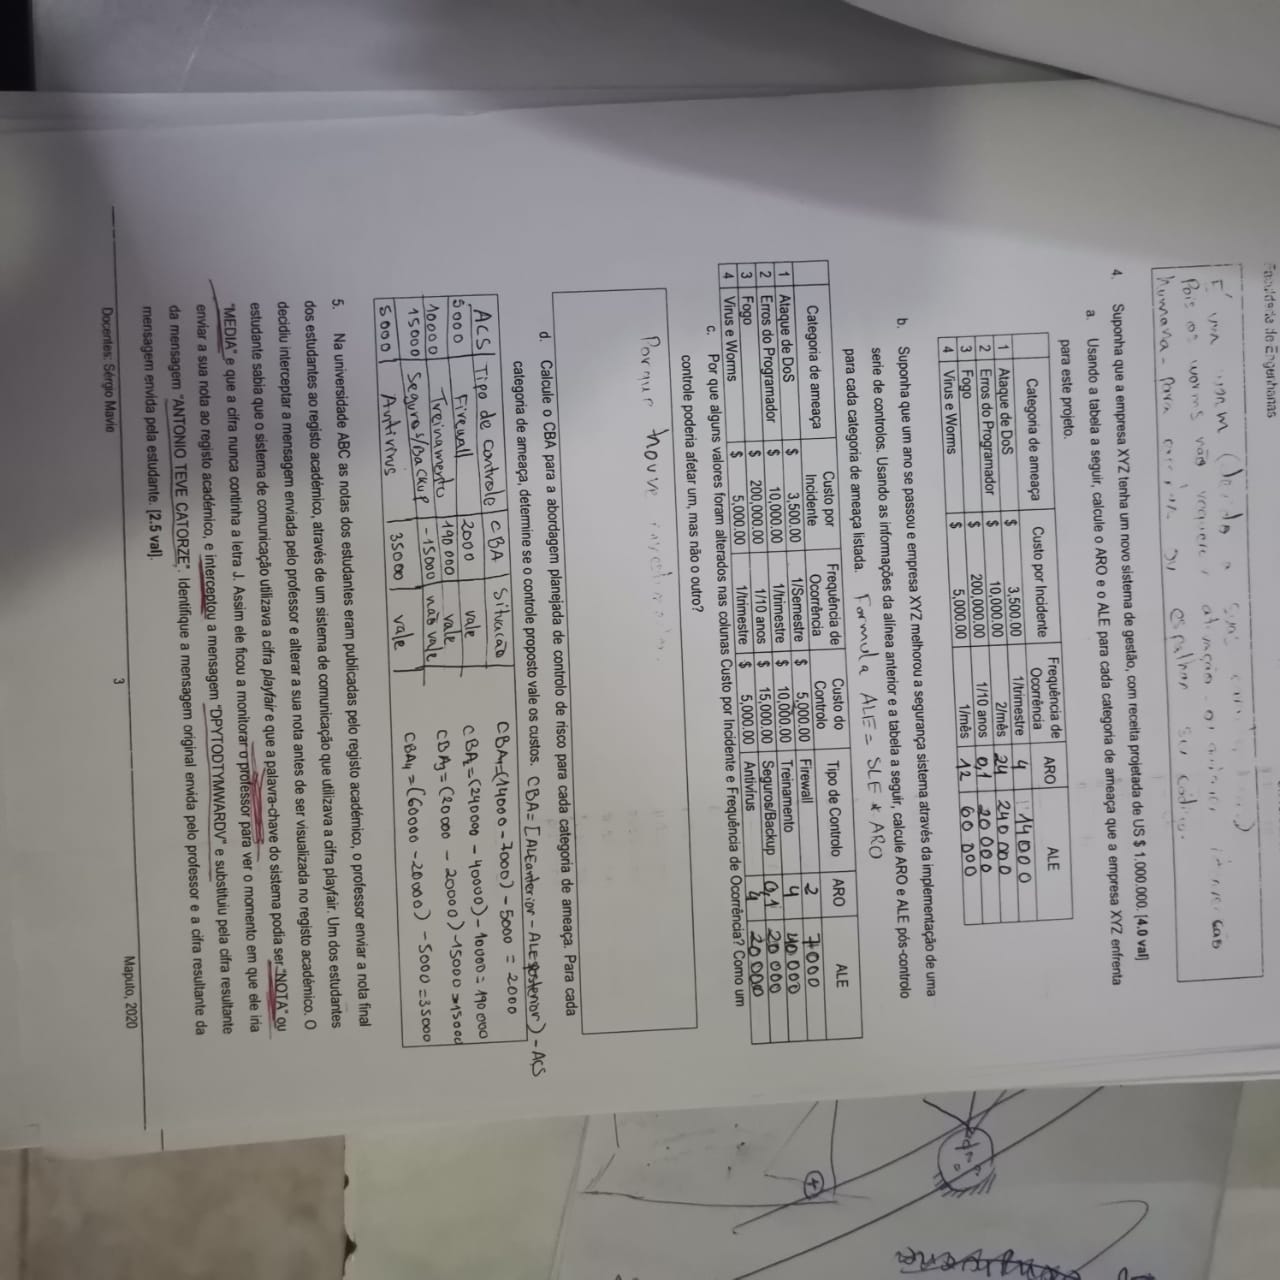 Faculdade de Engenharias
É um worm (devido a suas
Pois os worms não requerem ativação ou intervenção
humana para ou espalhar seu código.
4. Suponha que a empresa XYZ tenha um novo sistema de gestão, com receita projetada de US $ 1.000.000. [4.0 val]
a. Usando a tabela a seguir, calcule o ARO e o ALE para cada categoria de ameaça que a empresa XYZ enfrenta
para este projeto.
Categoria de ameaça Custo por Incidente Frequência de Ocorrência ARO ALE
1 Ataque de DoS $ 3,500.00 1/trimestre 4 14000
2 Erros do Programador $ 10,000.00 2/mês 24 240 000
3 Fogo $ 200,000.00 1/10 anos 0,1 20 000
4 Virus e Worms $ 5,000.00 1/mês 12 60 000
b. Suponha que um ano se passou e empresa XYZ melhorou a segurança sistema através da implementação de uma
serie de controlos. Usando as informações da alínea anterior e a tabela a seguir, calcule ARO e ALE pós-controlo
para cada categoria de ameaça listada. Formula ALE = SLE * ARO
Categoria de ameaça Custo por Incidente Frequência de Ocorrência Custo do Controlo Tipo de Controlo ARO ALE
1 Ataque de DoS $ 3,500.00 1/Semestre $ 5,000.00 Firewall 2 7000
2 Erros do Programador $ 10,000.00 1/trimestre $ 10,000.00 Treinamento 4 40 000
3 Fogo $ 200,000.00 1/10 anos $ 15,000.00 Seguros/Backup 0,1 20 000
4 Virus e Worms $ 5,000.00 1/trimestre $ 5,000.00 Antivírus 4 20000
c. Por que alguns valores foram alterados nas colunas Custo por Incidente e Frequência de Ocorrência? Como um
controle poderia afetar um, mas não o outro?
Porque houve
d. Calcule o CBA para a abordagem planejada de controlo de risco para cada categoria de ameaça. Para cada
categoria de ameaça, determine se o controle proposto vale os custos. CBA = [ALEanterior - ALEposterior) - ACS
ACS Tipo de controle CBA Situacão
5000 Firewall 2000 vale
10000 Treinamento 190 000 vale
15000 Seguros/Backup -15000 não vale
5000 Antivírus 35000 vale
CBA1=(14000-7000) - 5000 = 2000
CBA2=(240000 - 40000) - 10000 = 190 000
CBA3=(20000 - 20000) - 15000 = -15000
CBA4=(60000-20000) - 5000 = 35000
5. Na universidade ABC as notas dos estudantes eram publicadas pelo registo académico, o professor enviar a nota final
dos estudantes ao registo académico, através de um sistema de comunicação que utilizava a cifra playfair. Um dos estudantes
decidiu interceptar a mensagem enviada pelo professor e alterar a sua nota antes de ser visualizada no registo académico. O
estudante sabia que o sistema de comunicação utilizava a cifra playfair e que a palavra-chave do sistema podia ser "NOTA" ou
"MEDIA" e que a cifra nunca continha a letra J. Assim ele ficou a monitorar o professor para ver o momento em que ele iria
enviar a sua nota ao registo académico, e interceptou a mensagem "DPYTODTYMWARDV" e substituiu pela cifra resultante
da mensagem "ANTONIO TEVE CATORZE". Identifique a mensagem original envida pelo professor e a cifra resultante da
mensagem envida pela estudante. [2.5 val].
Docentes: Sérgio Mavie
3
Maputo, 2020